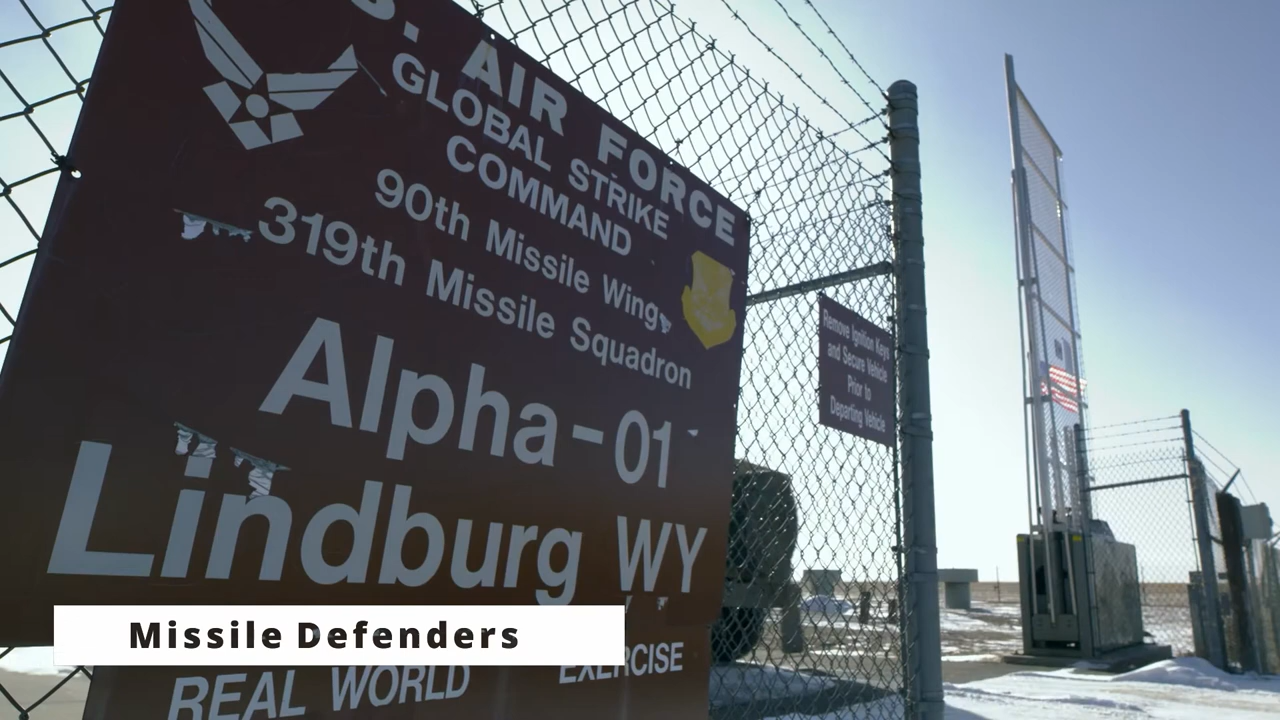 S. AIR FORCE
GLOBAL STRIKE
COMMAND
90th Missile Wing
319th Missile Squadron
Alpha-01
Lindburg WY
REAL WORLD EXERCISE
Remove Ignition Keys
and Secure Vehicle
Prior to
Departing Vehicle
Missile Defenders